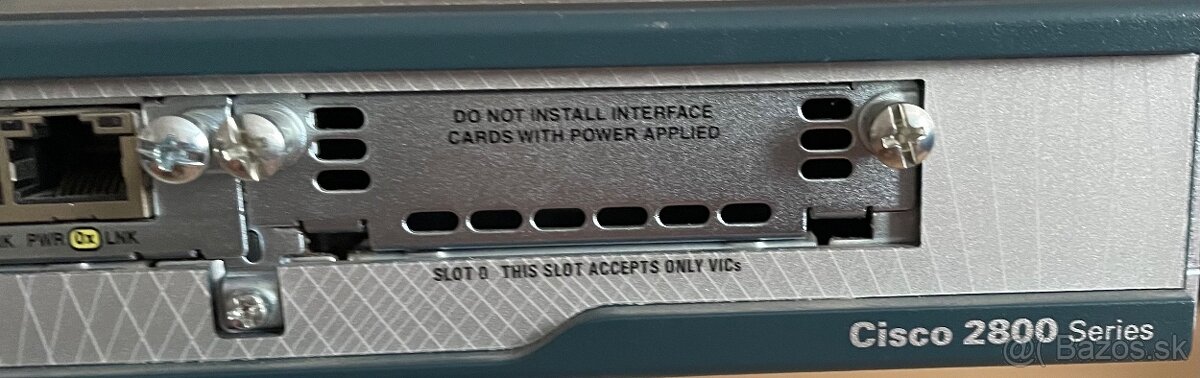 DO NOT INSTALL INTERFACE
CARDS WITH POWER APPLIED
PWR 0x LNK
SLOT 0 THIS SLOT ACCEPTS ONLY VICs
Cisco 2800 Series
@ Bazos.sk